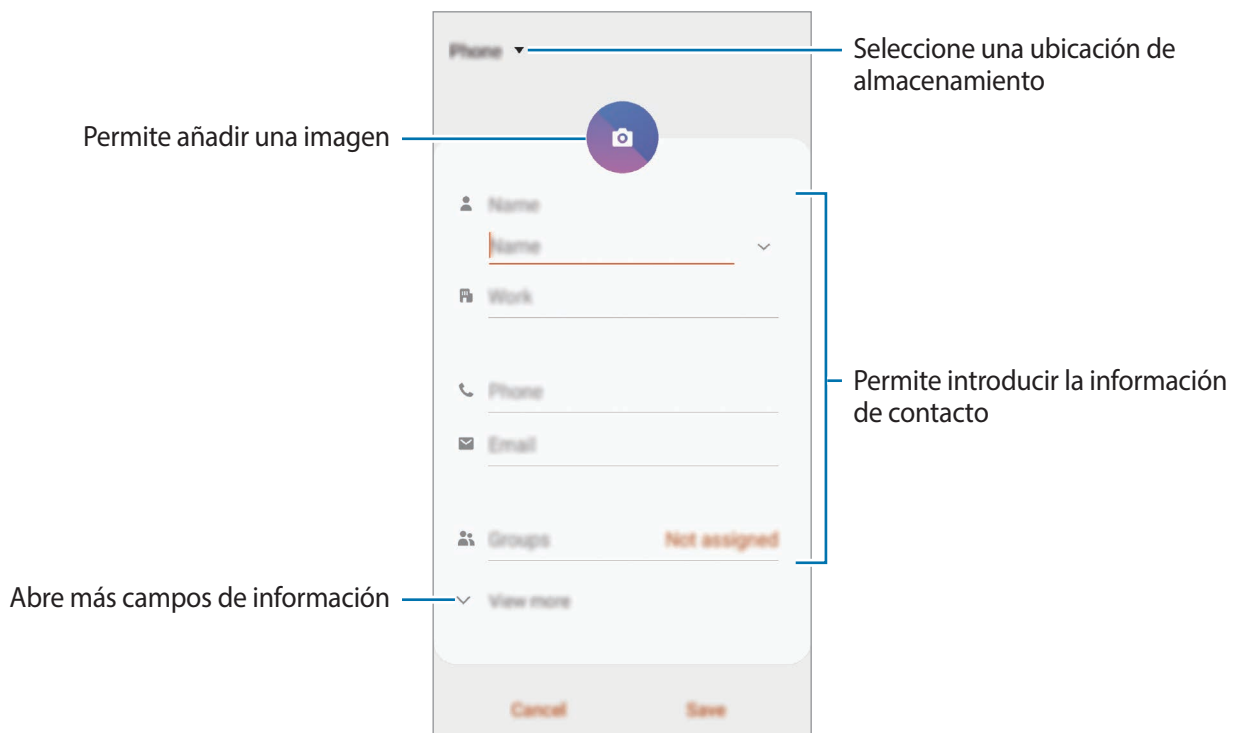 Phone
Seleccione una ubicación de
almacenamiento
Permite añadir una imagen
Name
Name
Work
Phone
Permite introducir la información
de contacto
Email
Groups Not assigned
Abre más campos de información
View more
Cancel Save